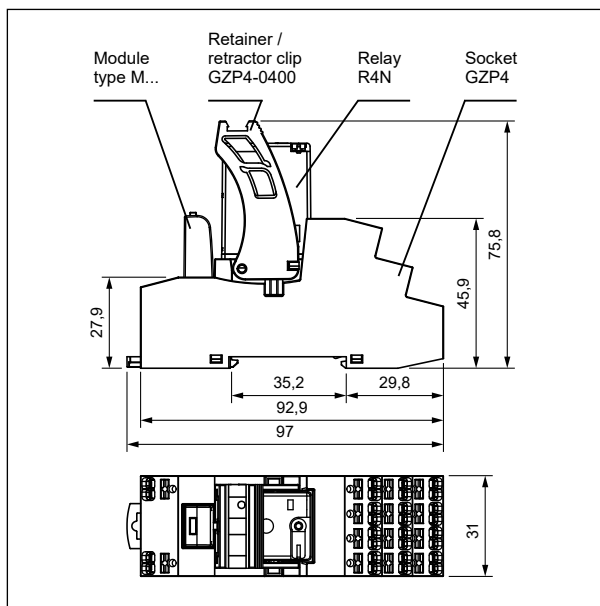 Module
type M...
Retainer /
retractor clip
GZP4-0400
Relay
R4N
Socket
GZP4
75,8
45,9
27,9
35,2
29,8
92,9
97
31